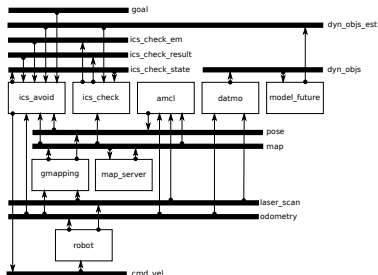 goal
dyn_objs_est
ics_check_em
ics_check_result
ics_check_state
dyn_objs
ics_avoid
ics_check
amcl
datmo
model_future
pose
map
gmapping
map_server
laser_scan
odometry
robot
cmd_vel